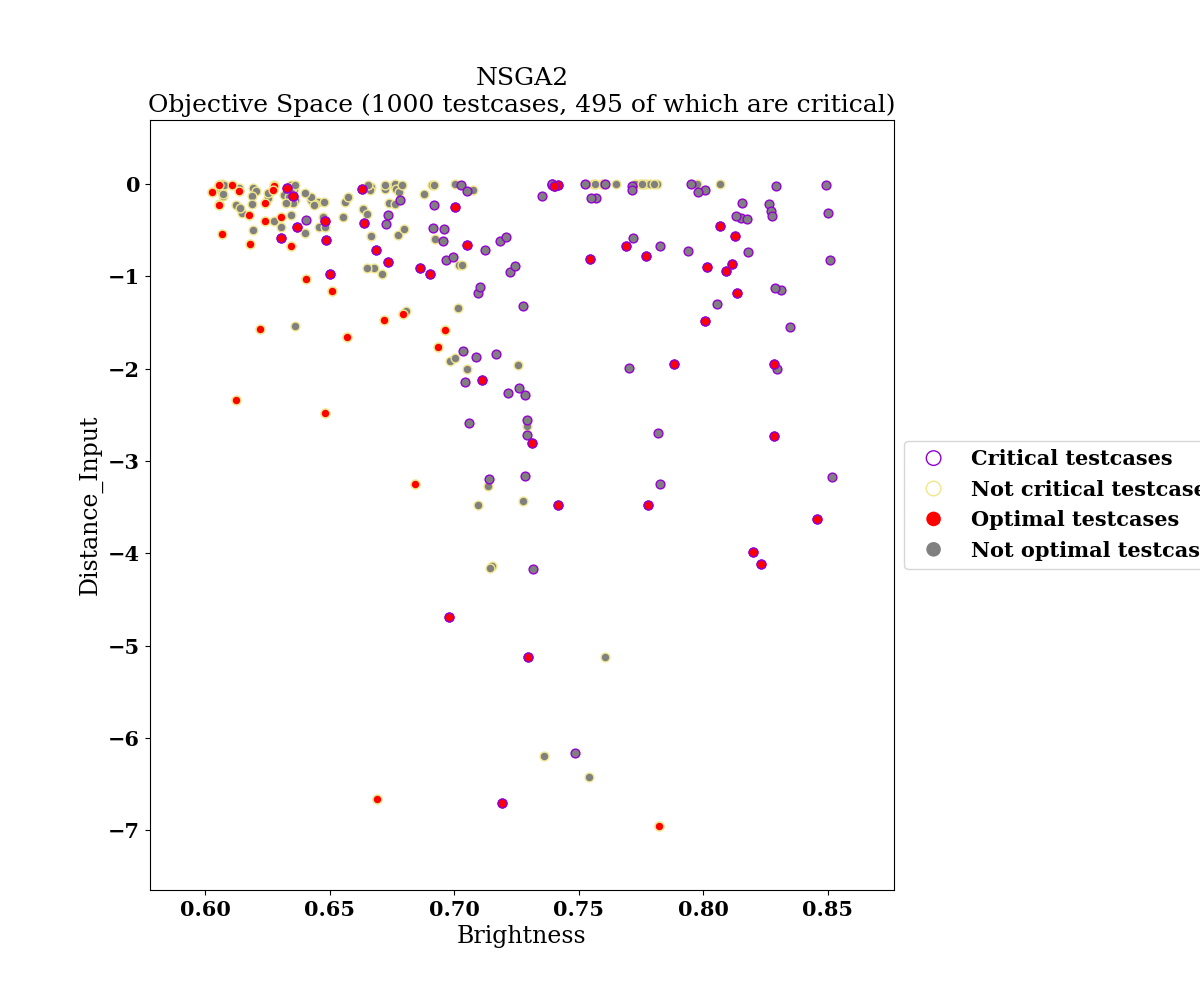 NSGA2
Objective Space (1000 testcases, 495 of which are critical)
0
−1
−2
−3
−4
−5
−6
−7
Distance_Input
0.60 0.65 0.70 0.75 0.80 0.85
Brightness
Critical testcases
Not critical testcase
Optimal testcases
Not optimal testcas